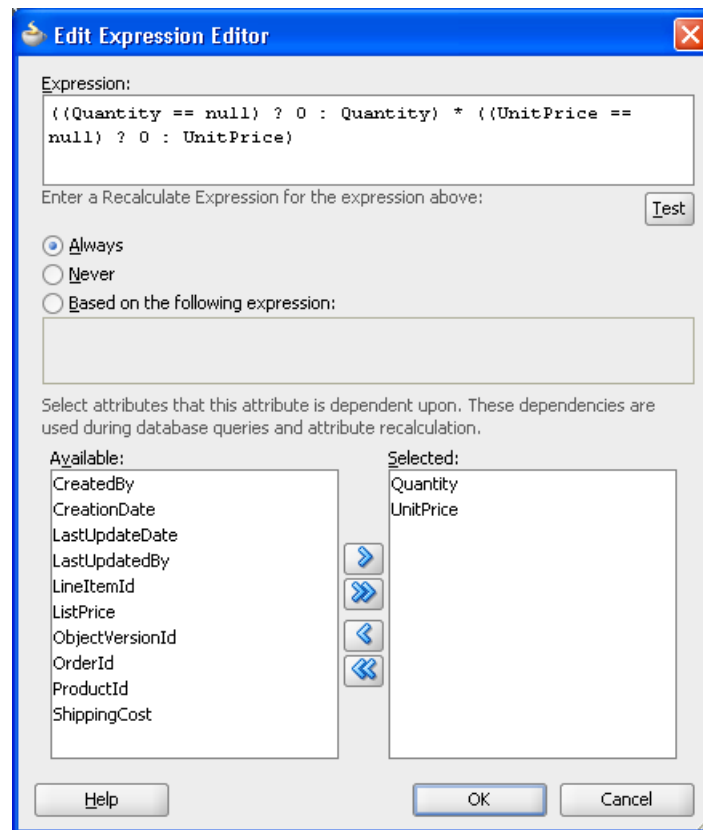 Edit Expression Editor
Expression:
((Quantity == null) ? 0 : Quantity) * ((UnitPrice ==
null) ? 0 : UnitPrice)
Enter a Recalculate Expression for the expression above:
Test
Always
Never
Based on the following expression:
Select attributes that this attribute is dependent upon. These dependencies are
used during database queries and attribute recalculation.
Available:
CreatedBy
CreationDate
LastUpdateDate
LastUpdatedBy
LineItemId
ListPrice
ObjectVersionId
OrderId
ProductId
ShippingCost
Selected:
Quantity
UnitPrice
Help
OK
Cancel